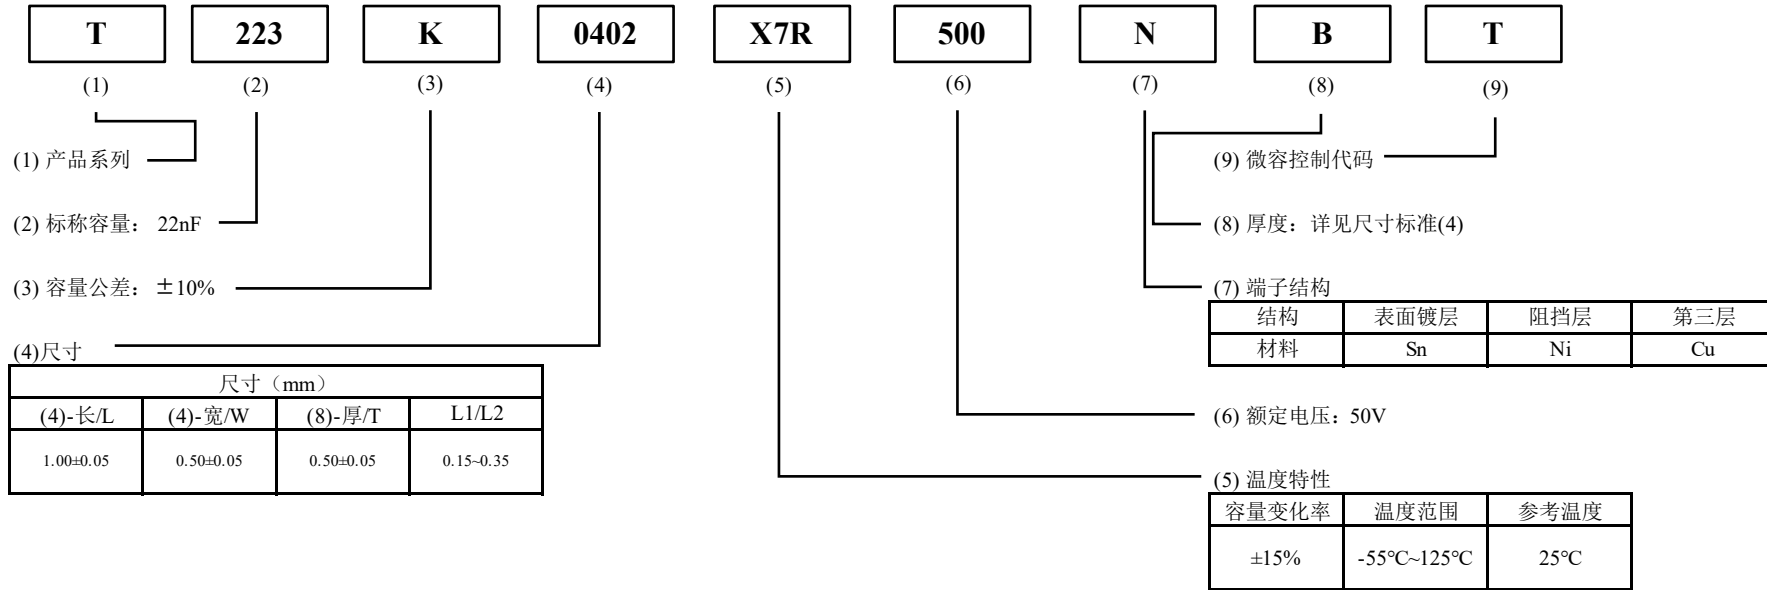 T 223 K 0402 X7R 500 N B T
(1) (2) (3) (4) (5) (6) (7) (8) (9)
(1) 产品系列
(2) 标称容量： 22nF
(3) 容量公差： ±10%
(4)尺寸
尺寸（mm）
(4)-长/L (4)-宽/W (8)-厚/T L1/L2
1.00±0.05 0.50±0.05 0.50±0.05 0.15~0.35
(9) 微容控制代码
(8) 厚度：详见尺寸标准(4)
(7) 端子结构
结构 表面镀层 阻挡层 第三层
材料 Sn Ni Cu
(6) 额定电压：50V
(5) 温度特性
容量变化率 温度范围 参考温度
±15% -55℃~125℃ 25℃